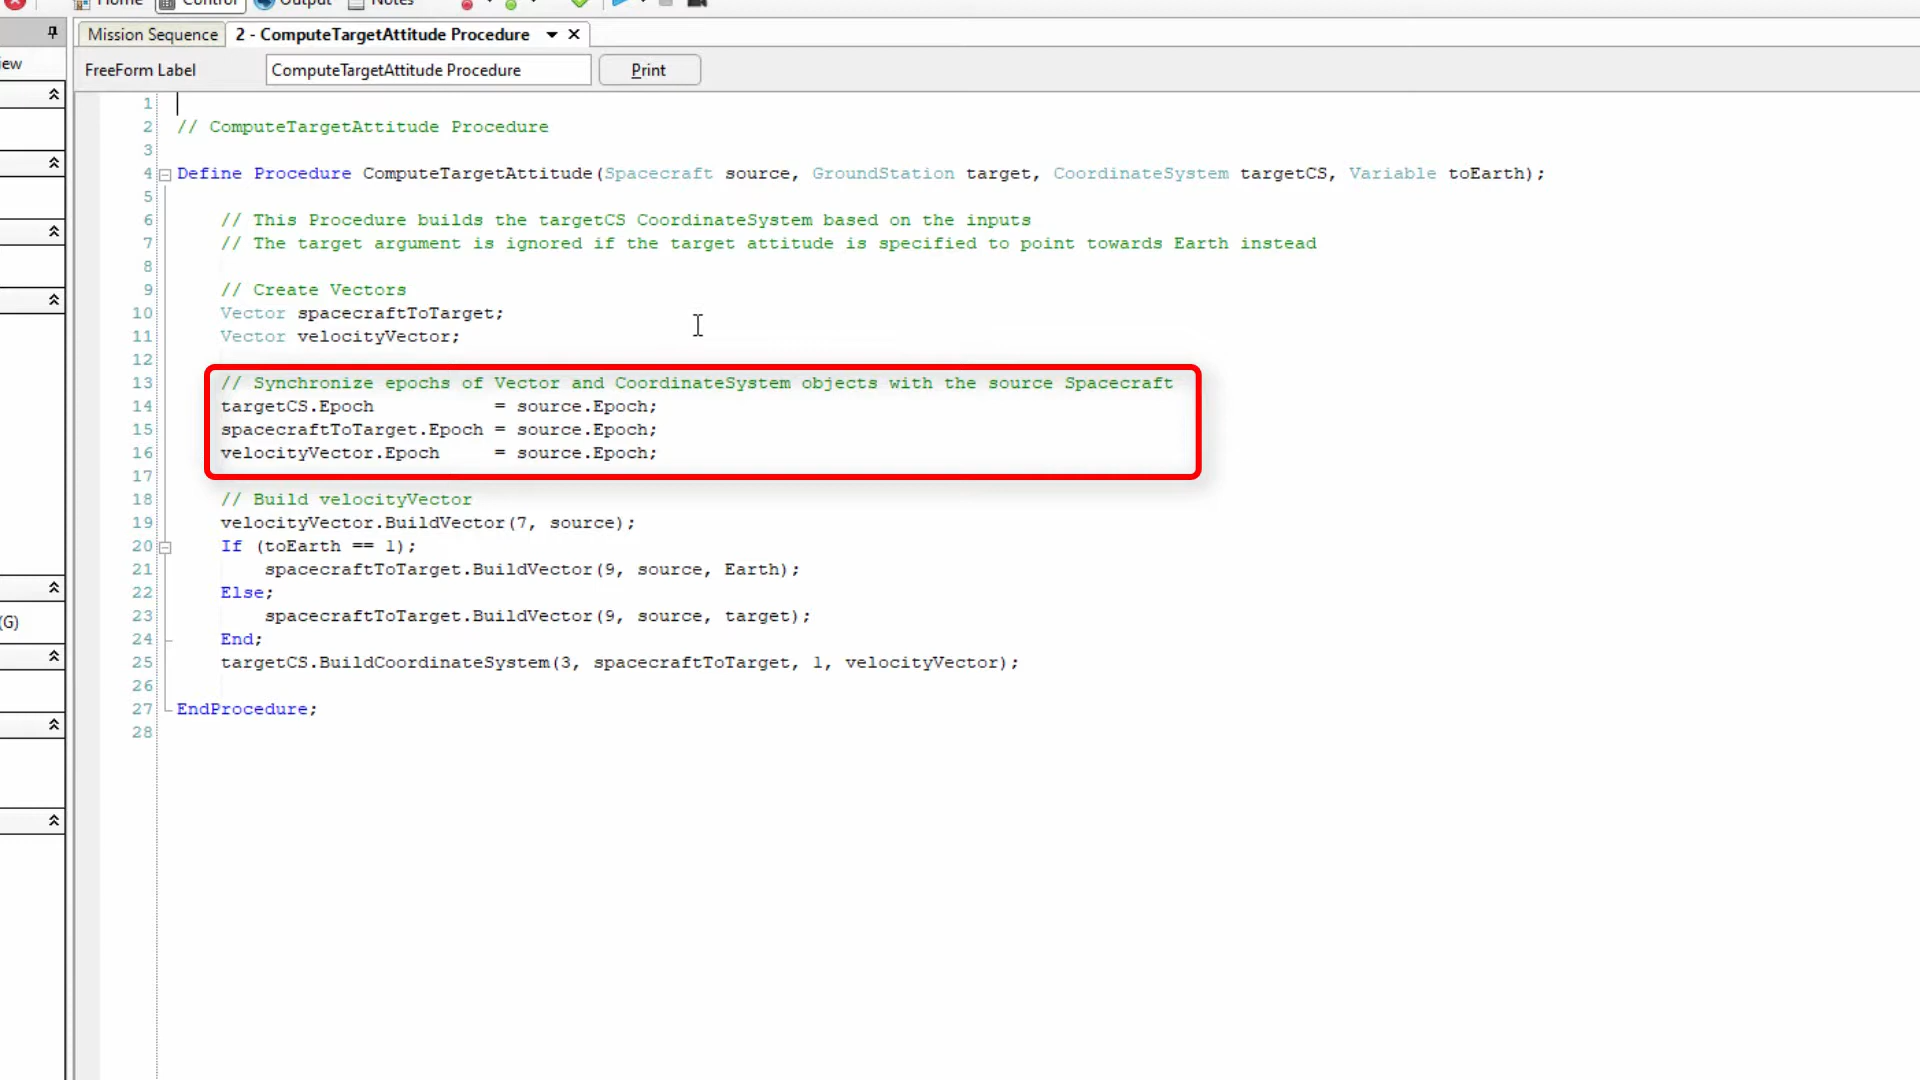 Home Control Output Notes
Mission Sequence 2 - ComputeTargetAttitude Procedure
iew
FreeForm Label ComputeTargetAttitude Procedure Print
1
2 // ComputeTargetAttitude Procedure
3
4 Define Procedure ComputeTargetAttitude(Spacecraft source, GroundStation target, CoordinateSystem targetCS, Variable toEarth);
5
6 // This Procedure builds the targetCS CoordinateSystem based on the inputs
7 // The target argument is ignored if the target attitude is specified to point towards Earth instead
8
9 // Create Vectors
10 Vector spacecraftToTarget;
11 Vector velocityVector;
12
13 // Synchronize epochs of Vector and CoordinateSystem objects with the source Spacecraft
14 targetCS.Epoch = source.Epoch;
15 spacecraftToTarget.Epoch = source.Epoch;
16 velocityVector.Epoch = source.Epoch;
17
18 // Build velocityVector
19 velocityVector.BuildVector(7, source);
20 If (toEarth == 1);
21 spacecraftToTarget.BuildVector(9, source, Earth);
22 Else;
23 spacecraftToTarget.BuildVector(9, source, target);
(G)
24 End;
25 targetCS.BuildCoordinateSystem(3, spacecraftToTarget, 1, velocityVector);
26
27 EndProcedure;
28